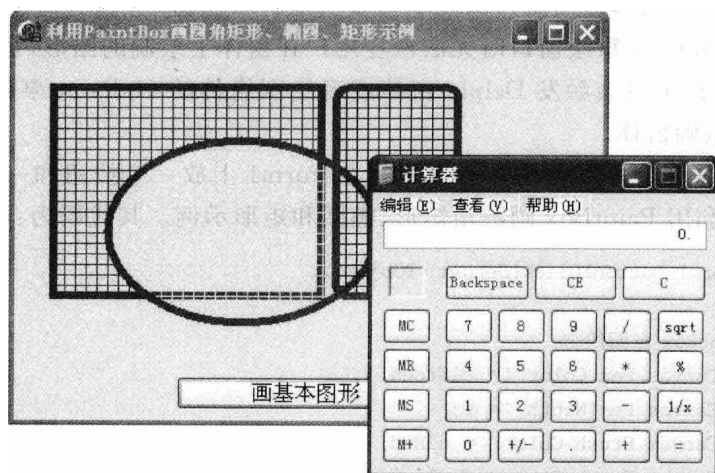 利用PaintBox画圆角矩形、椭圆、矩形示例
画基本图形
计算器
编辑(E) 查看(V) 帮助(H)
0.
Backspace CE C
MC 7 8 9 / sqrt
MR 4 5 6 * %
MS 1 2 3 - 1/x
M+ 0 +/- . + =